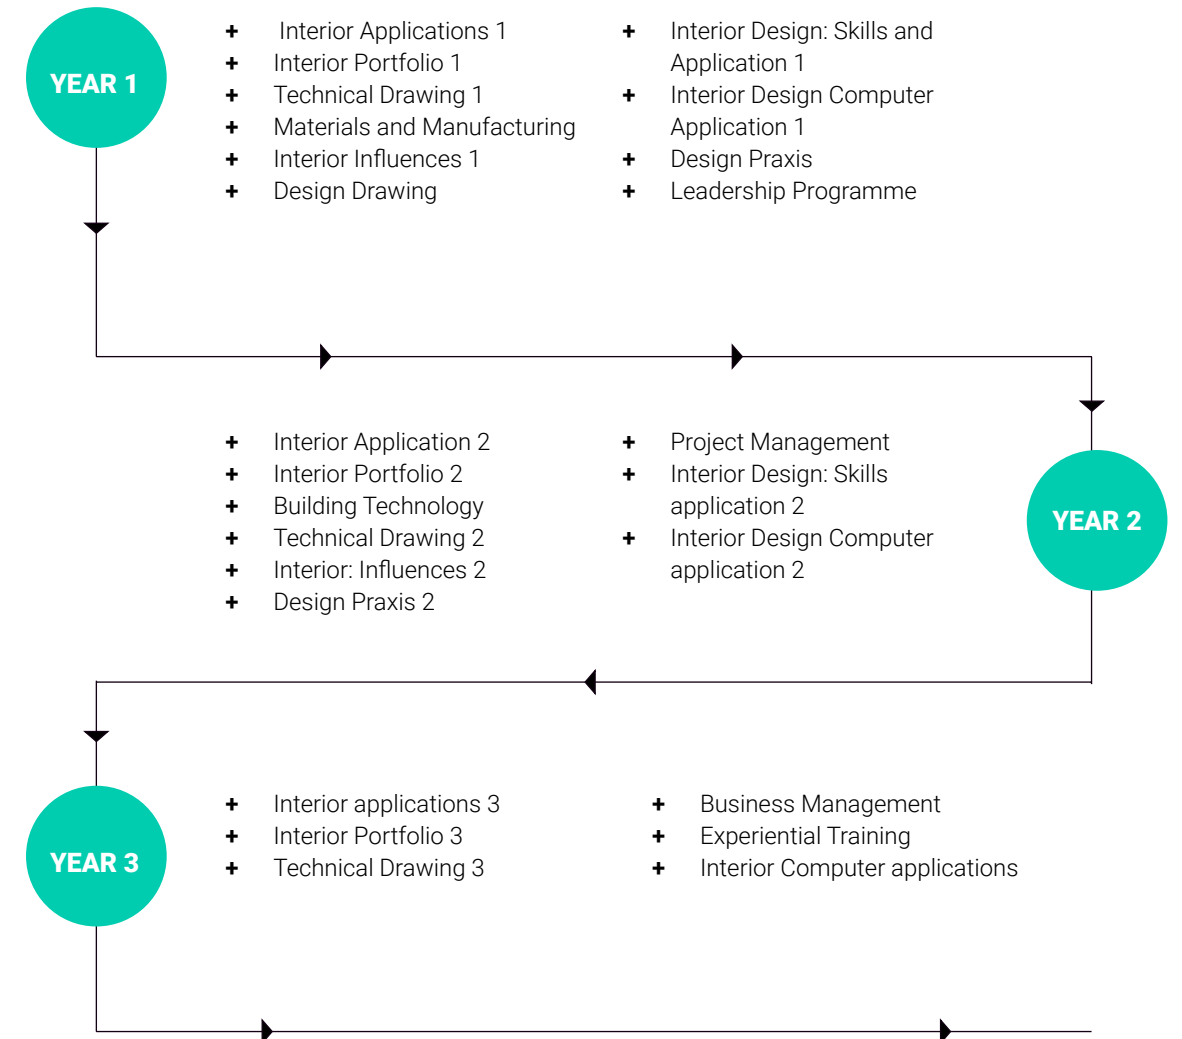 YEAR 1
+ Interior Applications 1
+ Interior Portfolio 1
+ Technical Drawing 1
+ Materials and Manufacturing
+ Interior Influences 1
+ Design Drawing
+ Interior Design: Skills and
Application 1
+ Interior Design Computer
Application 1
+ Design Praxis
+ Leadership Programme
+ Interior Application 2
+ Interior Portfolio 2
+ Building Technology
+ Technical Drawing 2
+ Interior: Influences 2
+ Design Praxis 2
+ Project Management
+ Interior Design: Skills
application 2
+ Interior Design Computer
application 2
YEAR 2
YEAR 3
+ Interior applications 3
+ Interior Portfolio 3
+ Technical Drawing 3
+ Business Management
+ Experiential Training
+ Interior Computer applications